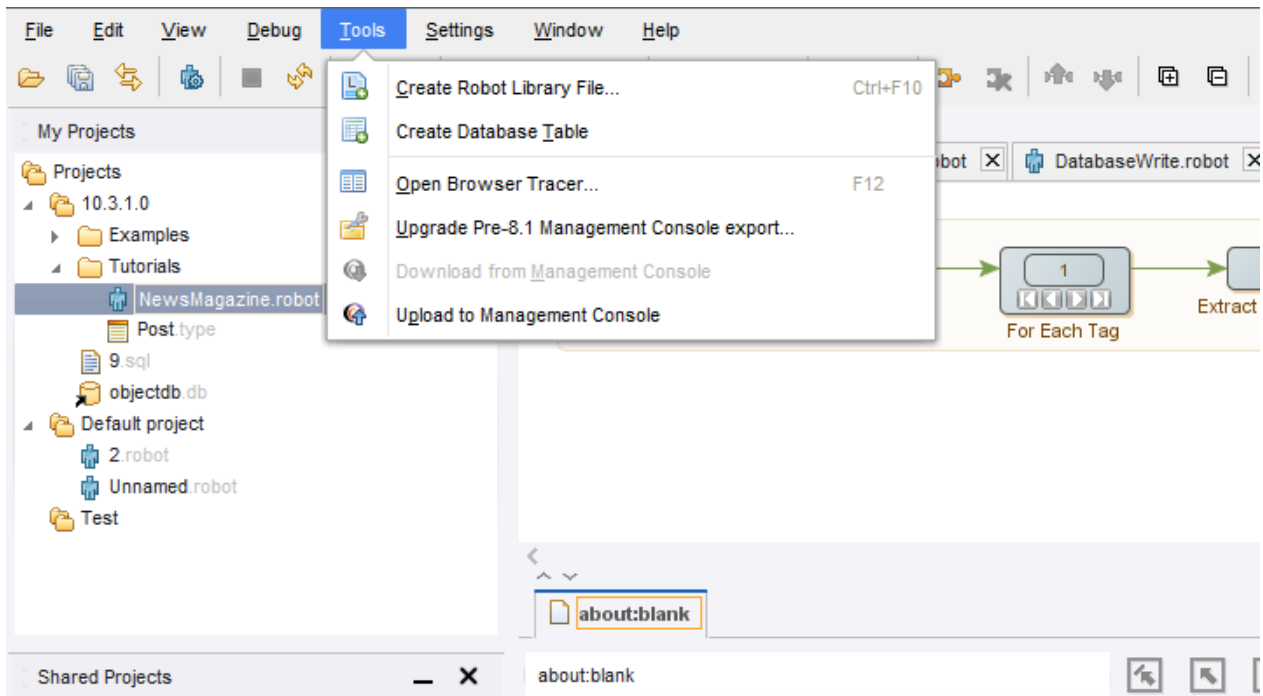 File Edit View Debug Tools Settings Window Help
Create Robot Library File... Ctrl+F10
Create Database Table
Open Browser Tracer... F12
Upgrade Pre-8.1 Management Console export...
Download from Management Console
Upload to Management Console
My Projects
Projects
10.3.1.0
Examples
Tutorials
NewsMagazine.robot
Post.type
9.sql
objectdb.db
Default project
2.robot
Unnamed.robot
Test
Shared Projects
DatabaseWrite.robot
1
For Each Tag
Extract
about:blank
about:blank